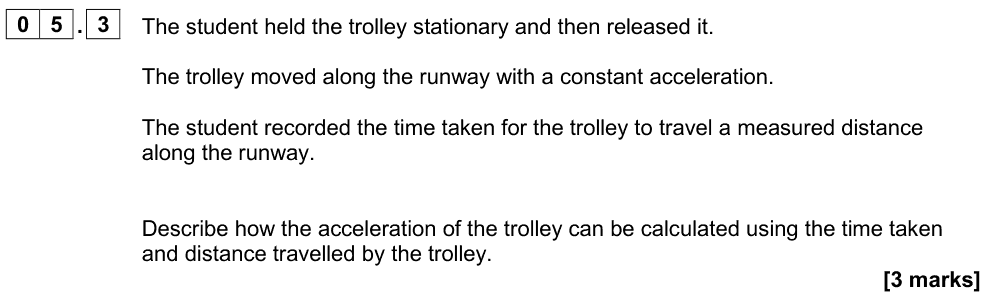 05.3 The student held the trolley stationary and then released it.
The trolley moved along the runway with a constant acceleration.
The student recorded the time taken for the trolley to travel a measured distance
along the runway.
Describe how the acceleration of the trolley can be calculated using the time taken
and distance travelled by the trolley.
[3 marks]